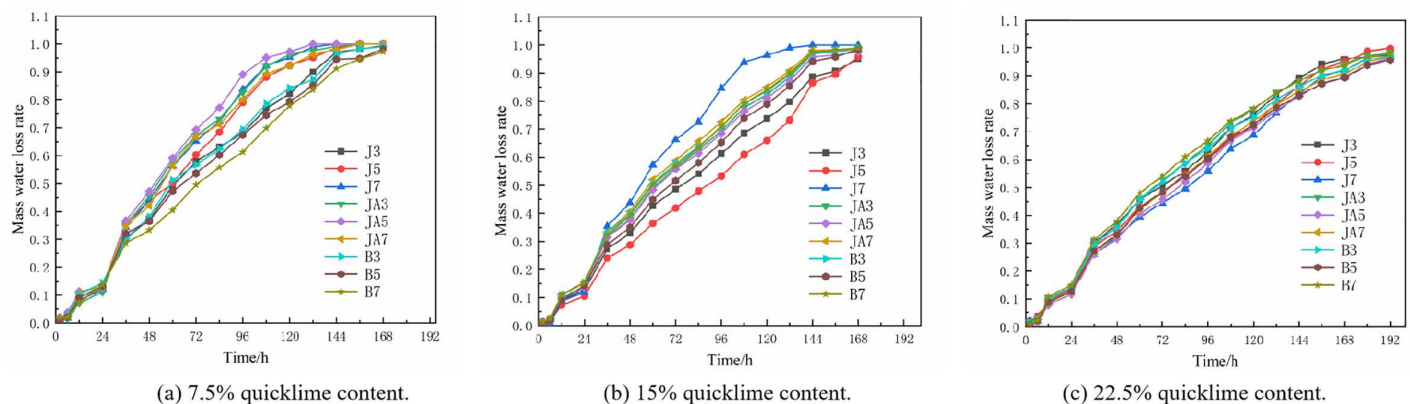 1.1
1.0
0.9
0.8
0.7
0.6
0.5
0.4
0.3
0.2
0.1
0.0
Mass water loss rate
J3
J5
J7
JA3
JA5
JA7
B3
B5
B7
0 24 48 72 96 120 144 168 192
Time/h
(a) 7.5% quicklime content.
1.1
1.0
0.9
0.8
0.7
0.6
0.5
0.4
0.3
0.2
0.1
0.0
Mass water loss rate
J3
J5
J7
JA3
JA5
JA7
B3
B5
B7
0 24 48 72 96 120 144 168 192
Time/h
(b) 15% quicklime content.
1.1
1.0
0.9
0.8
0.7
0.6
0.5
0.4
0.3
0.2
0.1
0.0
Mass water loss rate
J3
J5
J7
JA3
JA5
JA7
B3
B5
B7
0 24 48 72 96 120 144 168 192
Time/h
(c) 22.5% quicklime content.